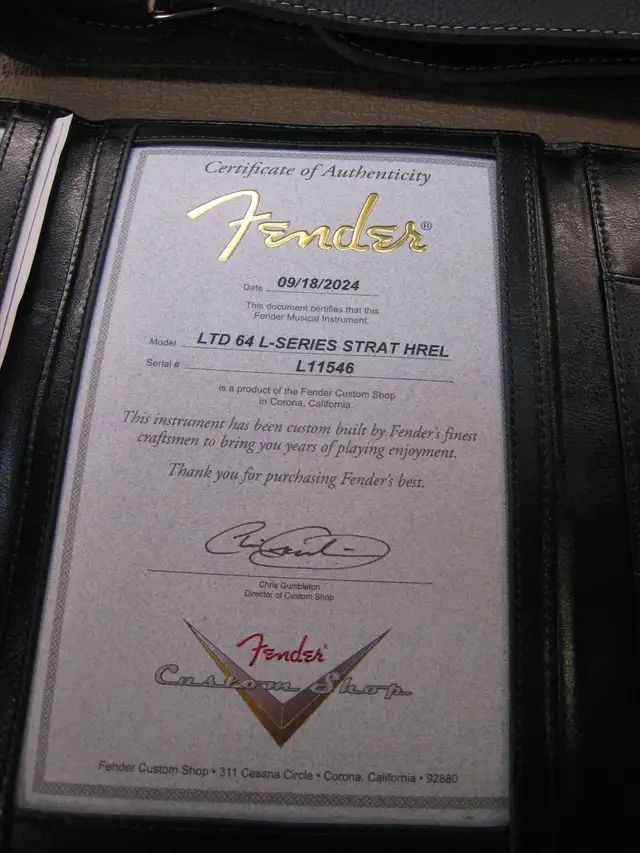 Certificate of Authenticity
Fender®
Date 09/18/2024
This document certifies that this
Fender Musical Instrument.
Model LTD 64 L-SERIES STRAT HREL
Serial # L11546
is a product of the Fender Custom Shop
in Corona, California.
This instrument has been custom built by Fender's finest
craftsmen to bring you years of playing enjoyment.
Thank you for purchasing Fender's best.
Chris Gumbleton
Director of Custom Shop
Fender®
Custom Shop
Fender Custom Shop • 311 Cessna Circle • Corona, California • 92880